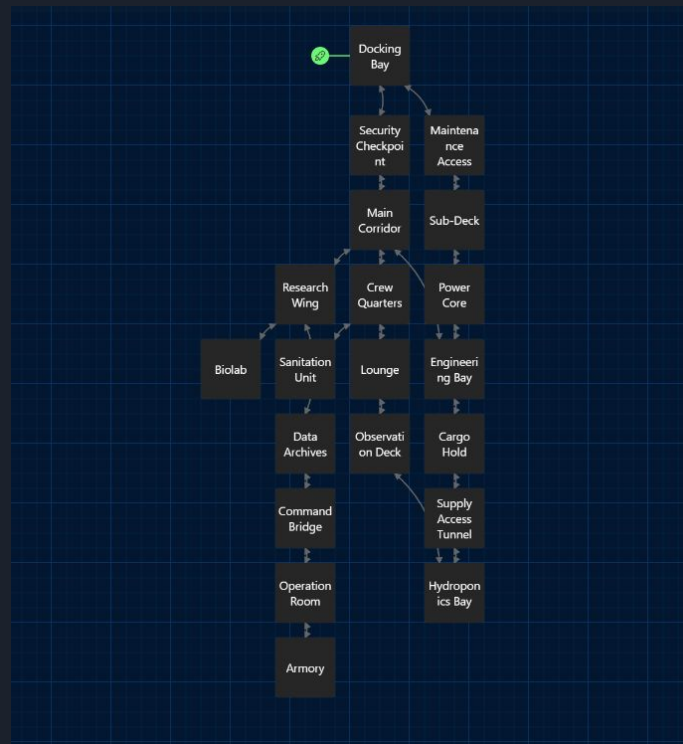 Docking
Bay
Security
Checkpoi
nt
Maintena
nce
Access
Main
Corridor
Sub-Deck
Research
Wing
Crew
Quarters
Power
Core
Biolab
Sanitation
Unit
Lounge
Engineeri
ng Bay
Data
Archives
Observati
on Deck
Cargo
Hold
Command
Bridge
Supply
Access
Tunnel
Operation
Room
Hydropon
ics Bay
Armory